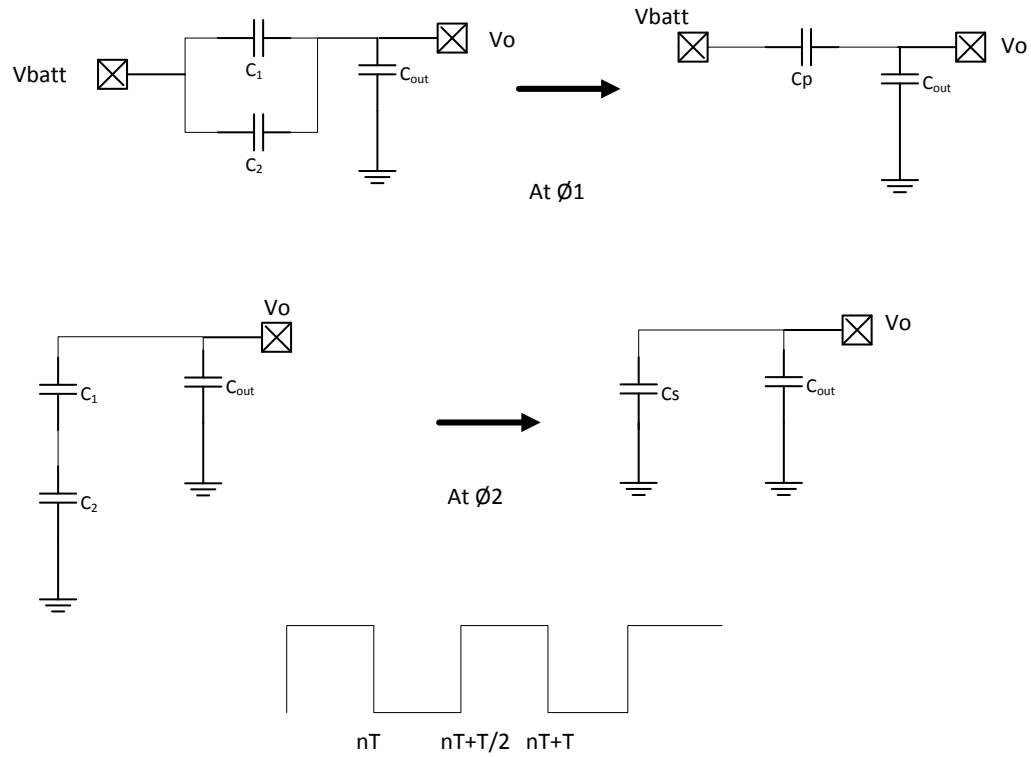 Vbatt
C₁
C₂
Cout
Vo
Vbatt
Cp
Cout
Vo
At Ø1
Vo
C₁
C₂
Cout
At Ø2
Vo
Cs
Cout
nT nT+T/2 nT+T